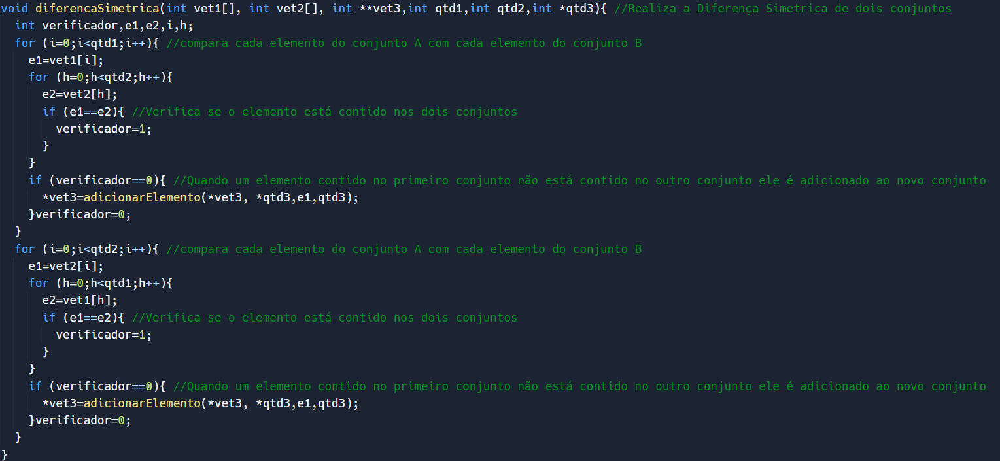 void diferencaSimetrica(int vet1[], int vet2[], int **vet3,int qtd1,int qtd2,int *qtd3){ //Realiza a Diferença Simetrica de dois conjuntos
  int verificador,e1,e2,i,h;
  for (i=0;i<qtd1;i++){ //compara cada elemento do conjunto A com cada elemento do conjunto B
    e1=vet1[i];
    for (h=0;h<qtd2;h++){
      e2=vet2[h];
      if (e1==e2){ //Verifica se o elemento está contido nos dois conjuntos
        verificador=1;
      }
    }
    if (verificador==0){ //Quando um elemento contido no primeiro conjunto não está contido no outro conjunto ele é adicionado ao novo conjunto
      *vet3=adicionarElemento(*vet3, *qtd3,e1,qtd3);
    }verificador=0;
  }
  for (i=0;i<qtd2;i++){ //compara cada elemento do conjunto A com cada elemento do conjunto B
    e1=vet2[i];
    for (h=0;h<qtd1;h++){
      e2=vet1[h];
      if (e1==e2){ //Verifica se o elemento está contido nos dois conjuntos
        verificador=1;
      }
    }
    if (verificador==0){ //Quando um elemento contido no primeiro conjunto não está contido no outro conjunto ele é adicionado ao novo conjunto
      *vet3=adicionarElemento(*vet3, *qtd3,e1,qtd3);
    }verificador=0;
  }
}